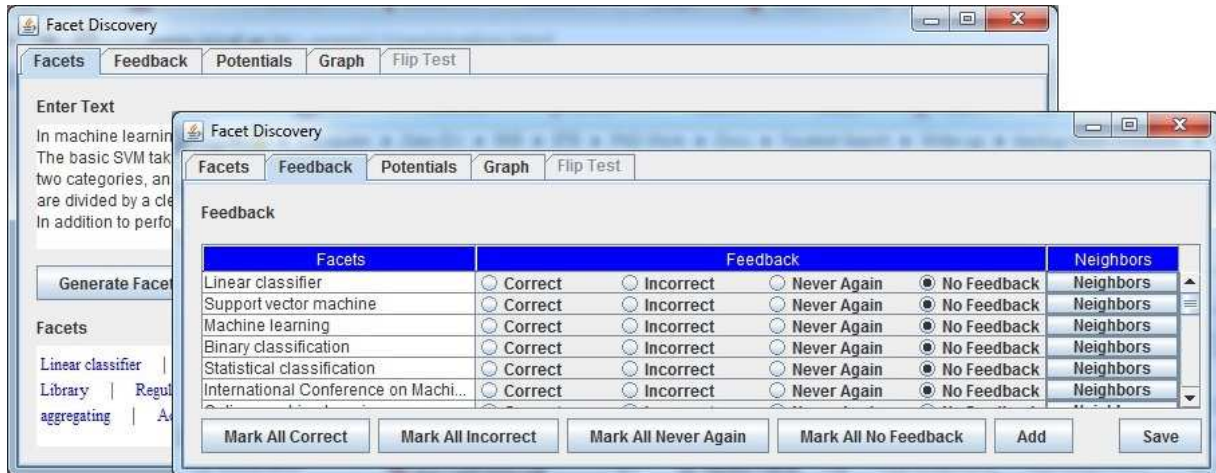 Facet Discovery
Facets Feedback Potentials Graph Flip Test
Enter Text
In machine learnin
The basic SVM tak
two categories, an
are divided by a cle
In addition to perfo
Generate Facet
Facets
Linear classifier |
Library | Regul
aggregating | Ac
Facet Discovery
Facets Feedback Potentials Graph Flip Test
Feedback
Facets Feedback Neighbors
Linear classifier Correct Incorrect Never Again No Feedback Neighbors
Support vector machine Correct Incorrect Never Again No Feedback Neighbors
Machine learning Correct Incorrect Never Again No Feedback Neighbors
Binary classification Correct Incorrect Never Again No Feedback Neighbors
Statistical classification Correct Incorrect Never Again No Feedback Neighbors
International Conference on Machi... Correct Incorrect Never Again No Feedback Neighbors
Mark All Correct Mark All Incorrect Mark All Never Again Mark All No Feedback Add Save